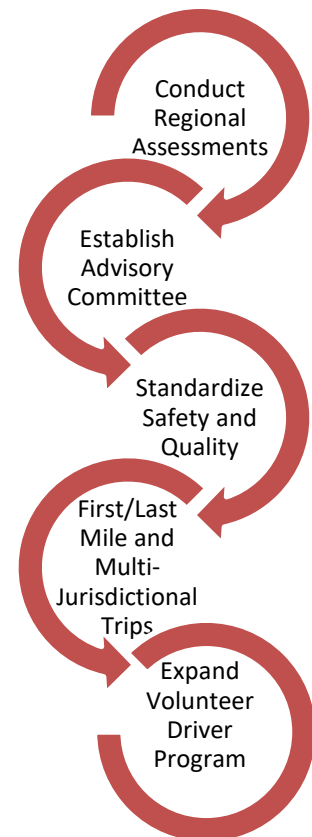 Conduct
Regional
Assessments
Establish
Advisory
Committee
Standardize
Safety and
Quality
First/Last
Mile and
Multi-
Jurisdictional
Trips
Expand
Volunteer
Driver
Program